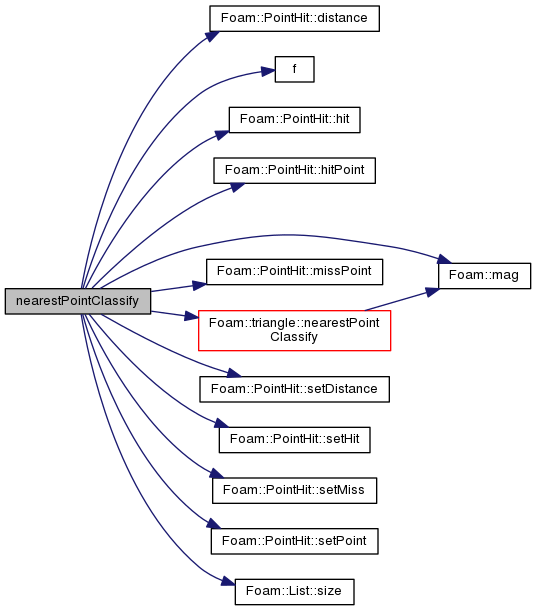 Foam::PointHit::distance
f
Foam::PointHit::hit
Foam::PointHit::hitPoint
Foam::PointHit::missPoint
Foam::mag
nearestPointClassify
Foam::triangle::nearestPoint
Classify
Foam::PointHit::setDistance
Foam::PointHit::setHit
Foam::PointHit::setMiss
Foam::PointHit::setPoint
Foam::List::size